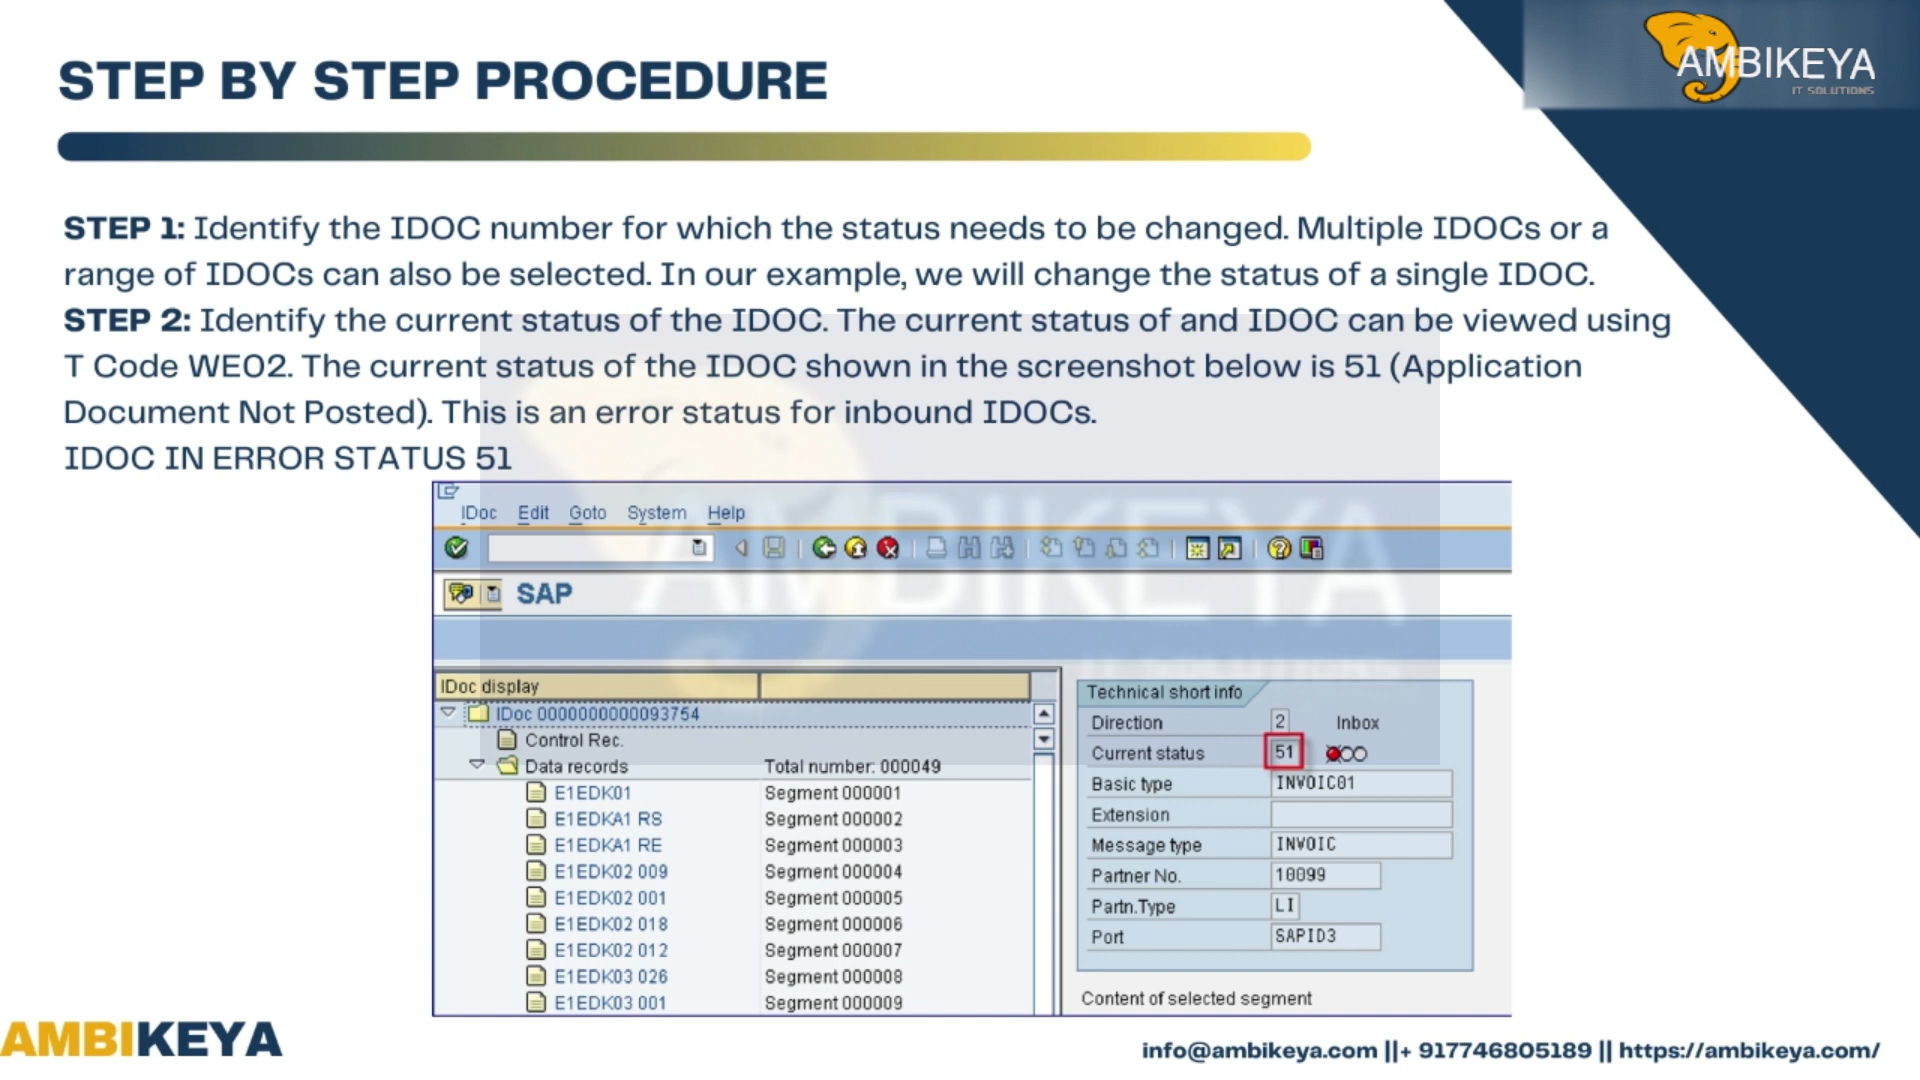 STEP BY STEP PROCEDURE
AMBIKEYA
IT SOLUTIONS
STEP 1: Identify the IDOC number for which the status needs to be changed. Multiple IDOCs or a
range of IDOCs can also be selected. In our example, we will change the status of a single IDOC.
STEP 2: Identify the current status of the IDOC. The current status of and IDOC can be viewed using
T Code WE02. The current status of the IDOC shown in the screenshot below is 51 (Application
Document Not Posted). This is an error status for inbound IDOCs.
IDOC IN ERROR STATUS 51
IDoc Edit Goto System Help
SAP
AMBIKEYA
IT SOLUTIONS
IDoc display
IDoc 0000000000093754
Control Rec.
Data records Total number: 000049
E1EDK01 Segment 000001
E1EDKA1 RS Segment 000002
E1EDKA1 RE Segment 000003
E1EDK02 009 Segment 000004
E1EDK02 001 Segment 000005
E1EDK02 018 Segment 000006
E1EDK02 012 Segment 000007
E1EDK03 026 Segment 000008
E1EDK03 001 Segment 000009
Technical short info
Direction 2 Inbox
Current status 51
Basic type INVOIC01
Extension
Message type INVOIC
Partner No. 10099
Partn.Type LI
Port SAPID3
Content of selected segment
AMBIKEYA
info@ambikeya.com ||+ 917746805189 || https://ambikeya.com/